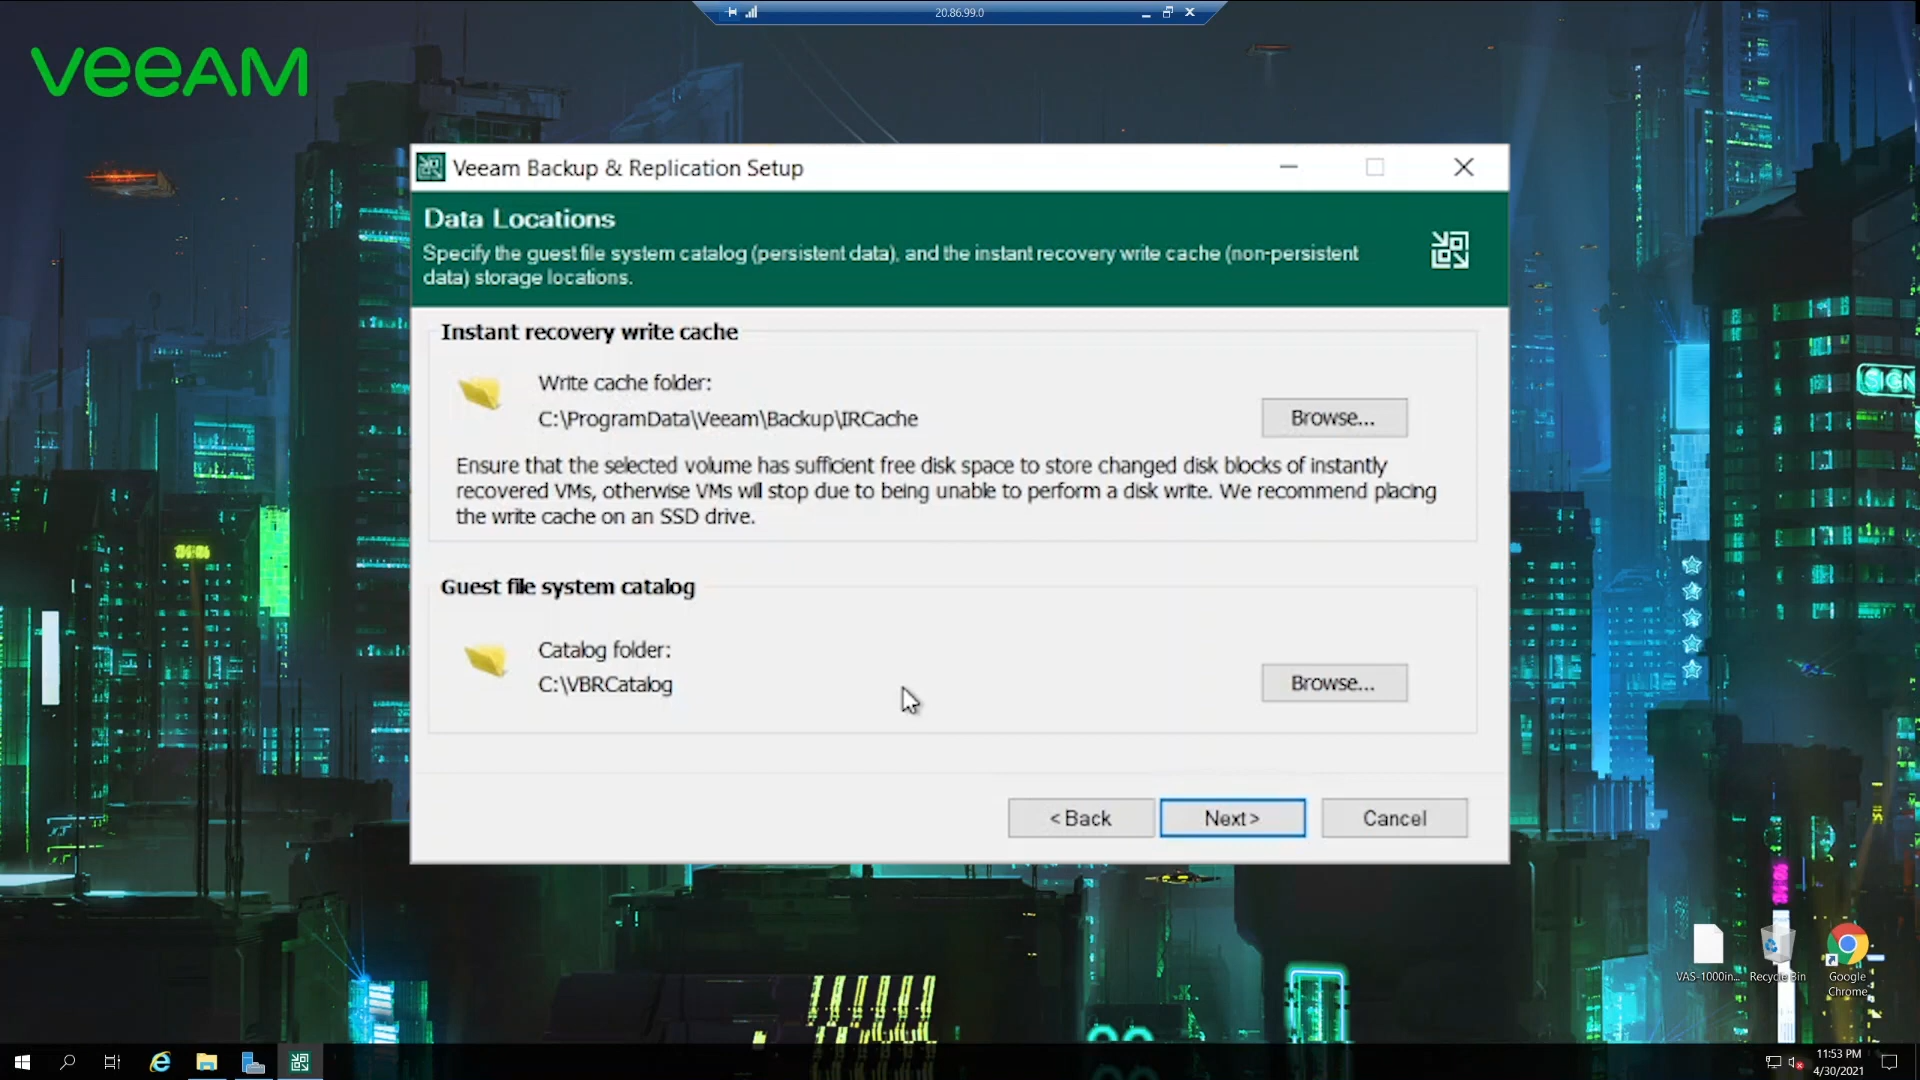 20.86.99.0
veeAM
Veeam Backup & Replication Setup
Data Locations
Specify the guest file system catalog (persistent data), and the instant recovery write cache (non-persistent
data) storage locations.
Instant recovery write cache
Write cache folder:
C:\ProgramData\Veeam\Backup\IRCache
Browse...
Ensure that the selected volume has sufficient free disk space to store changed disk blocks of instantly
recovered VMs, otherwise VMs will stop due to being unable to perform a disk write. We recommend placing
the write cache on an SSD drive.
Guest file system catalog
Catalog folder:
C:\VBRCatalog
Browse...
< Back
Next >
Cancel
SIGN
VAS-1000in...
Recycle Bin
Google
Chrome
11:53 PM
4/30/2021